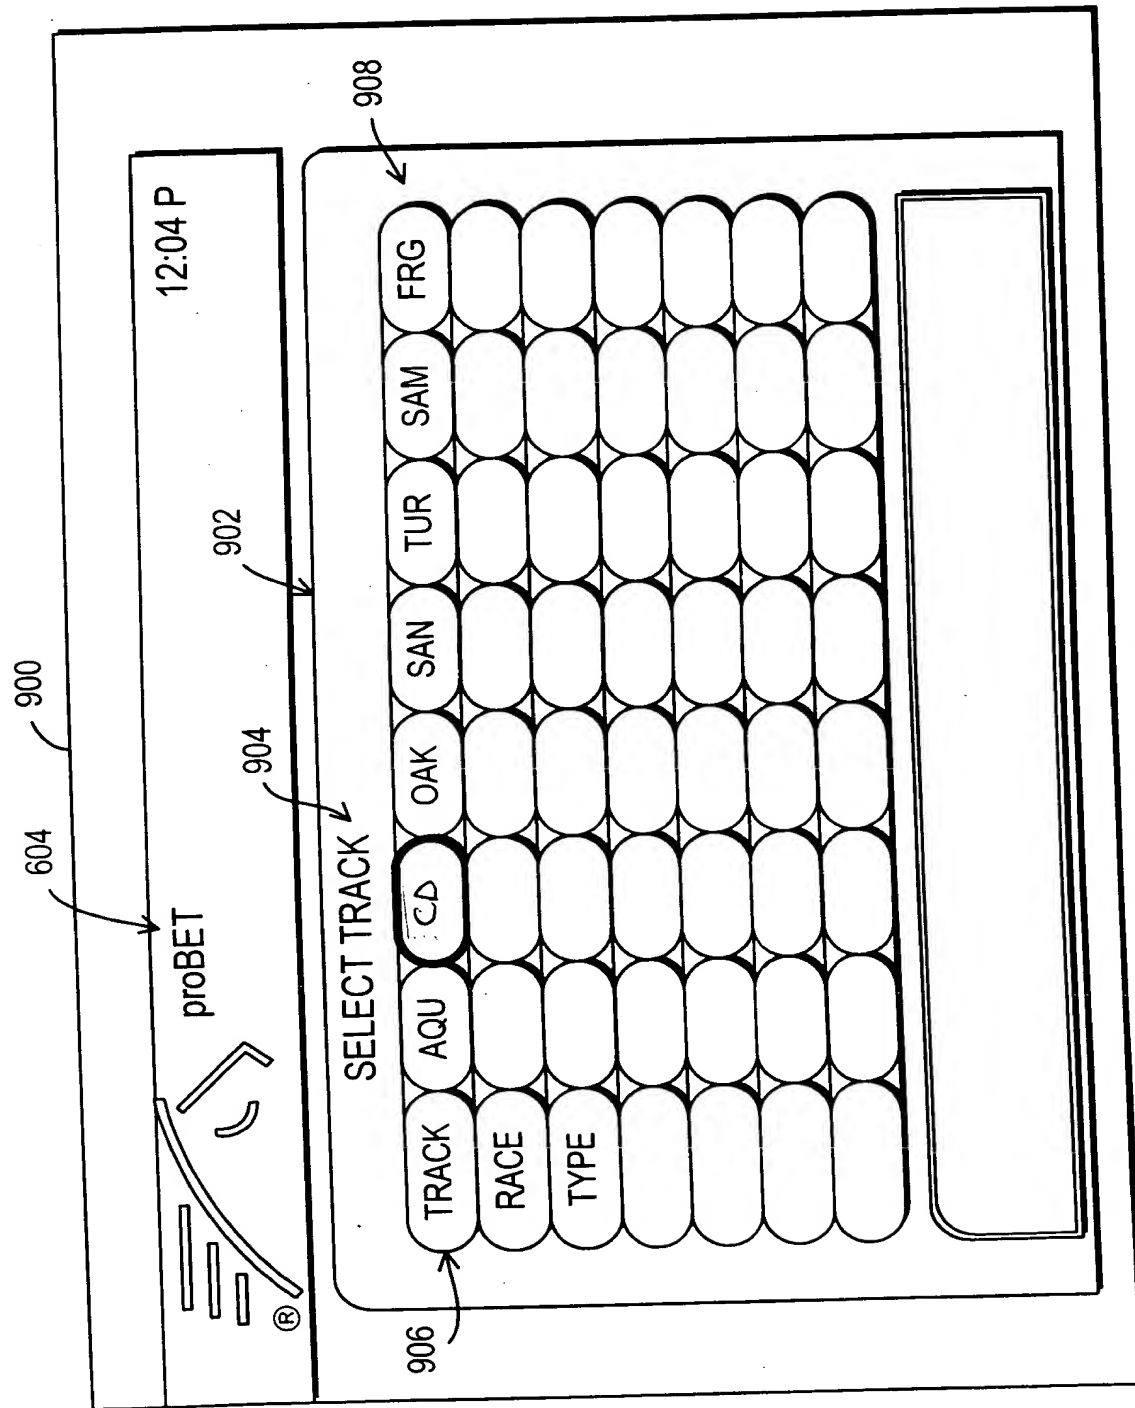 900
604
proBET
12:04 P
®
902
904
SELECT TRACK
908
TRACK AQU CD OAK SAN TUR SAM FRG
RACE
TYPE
906